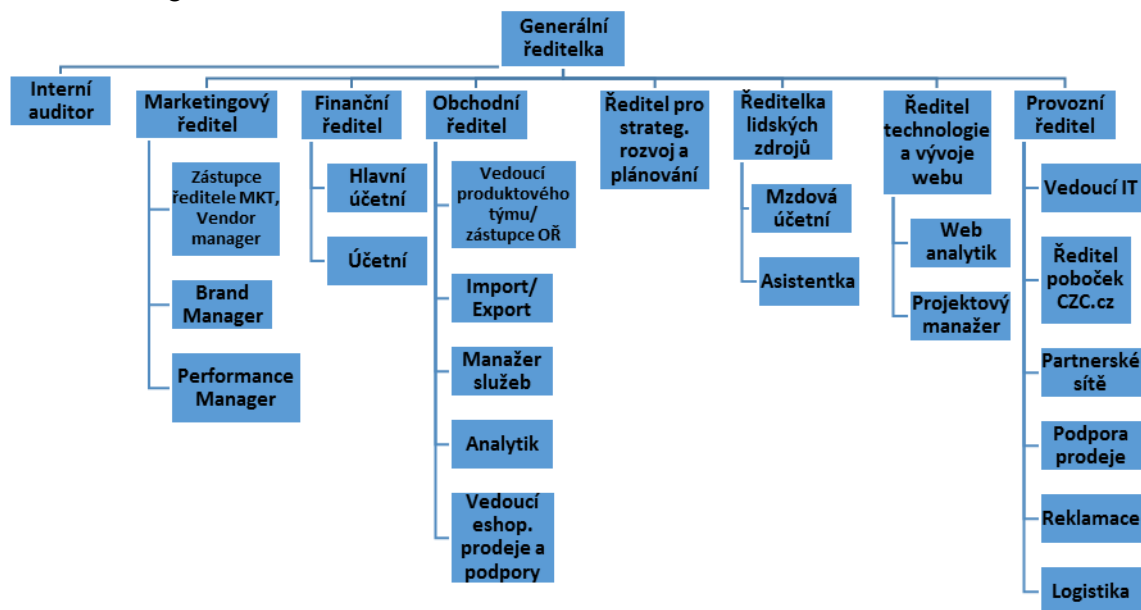 Generální
ředitelka
Interní
auditor
Marketingový
ředitel
Zástupce
ředitele MKT,
Vendor
manager
Brand
Manager
Performance
Manager
Finanční
ředitel
Hlavní
účetní
Účetní
Obchodní
ředitel
Vedoucí
produktového
týmu/
zástupce OŘ
Import/
Export
Manažer
služeb
Analytik
Vedoucí
eshop.
prodeje a
podpory
Ředitel pro
strateg.
rozvoj a
plánování
Ředitelka
lidských
zdrojů
Mzdová
účetní
Asistentka
Ředitel
technologie
a vývoje
webu
Web
analytik
Projektový
manažer
Provozní
ředitel
Vedoucí IT
Ředitel
poboček
CZC.cz
Partnerské
sítě
Podpora
prodeje
Reklamace
Logistika